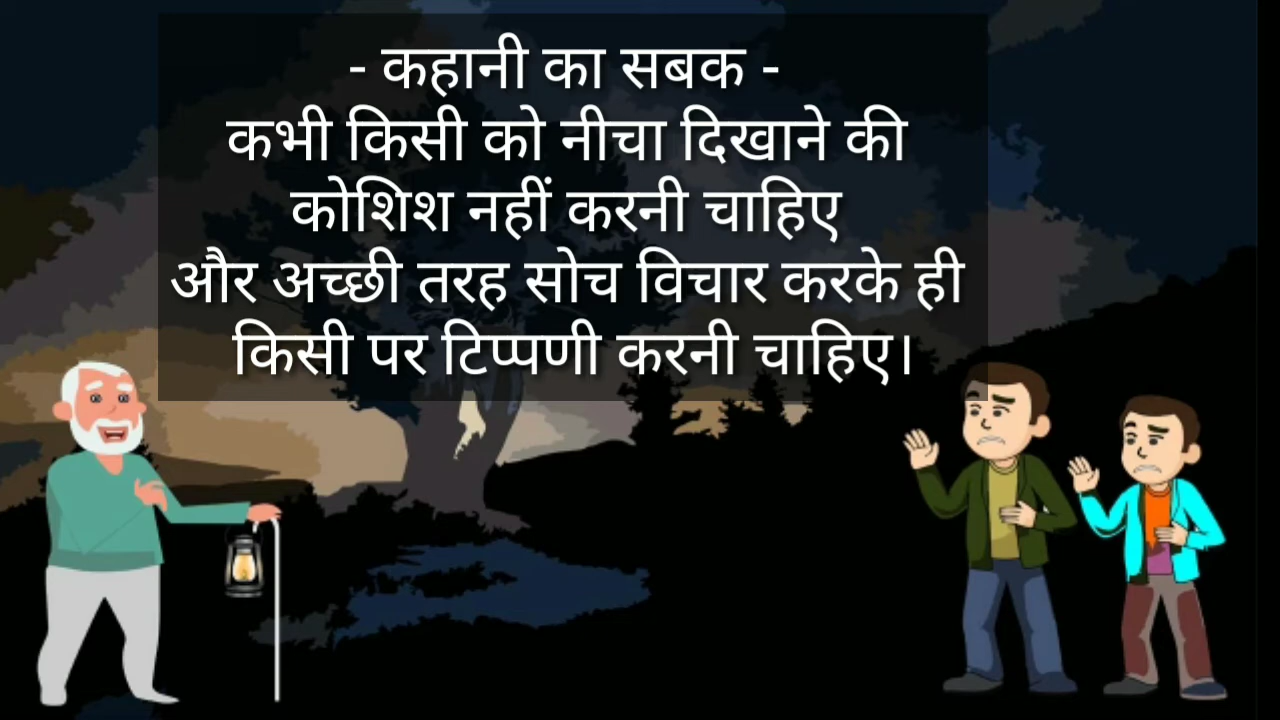 - कहानी का सबक -
कभी किसी को नीचा दिखाने की
कोशिश नहीं करनी चाहिए
और अच्छी तरह सोच विचार करके ही
किसी पर टिप्पणी करनी चाहिए।